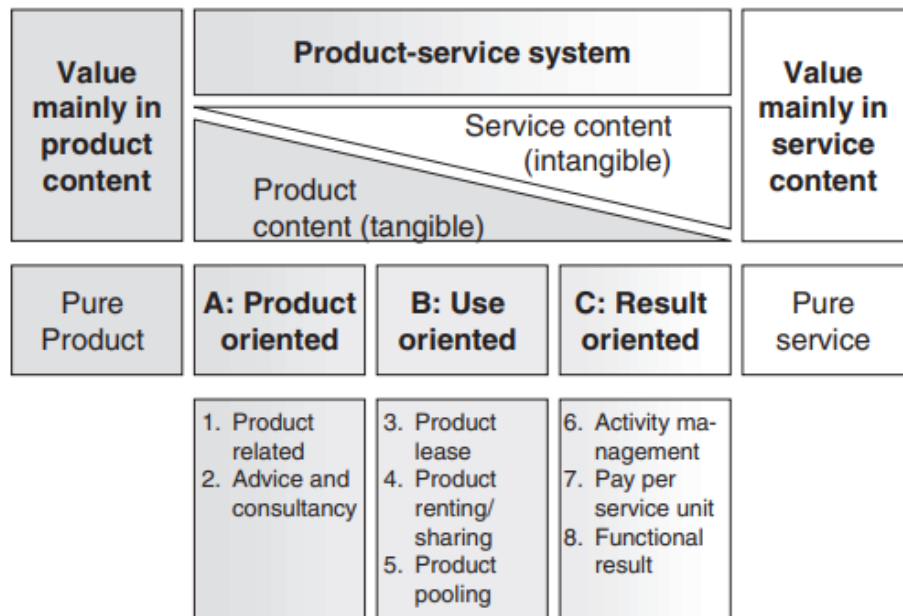 Value
mainly in
product
content
Product-service system
Service content
(intangible)
Product
content (tangible)
Value
mainly in
service
content
Pure
Product
A: Product
oriented
B: Use
oriented
C: Result
oriented
Pure
service
1. Product
related
2. Advice and
consultancy
3. Product
lease
4. Product
renting/
sharing
5. Product
pooling
6. Activity ma-
nagement
7. Pay per
service unit
8. Functional
result